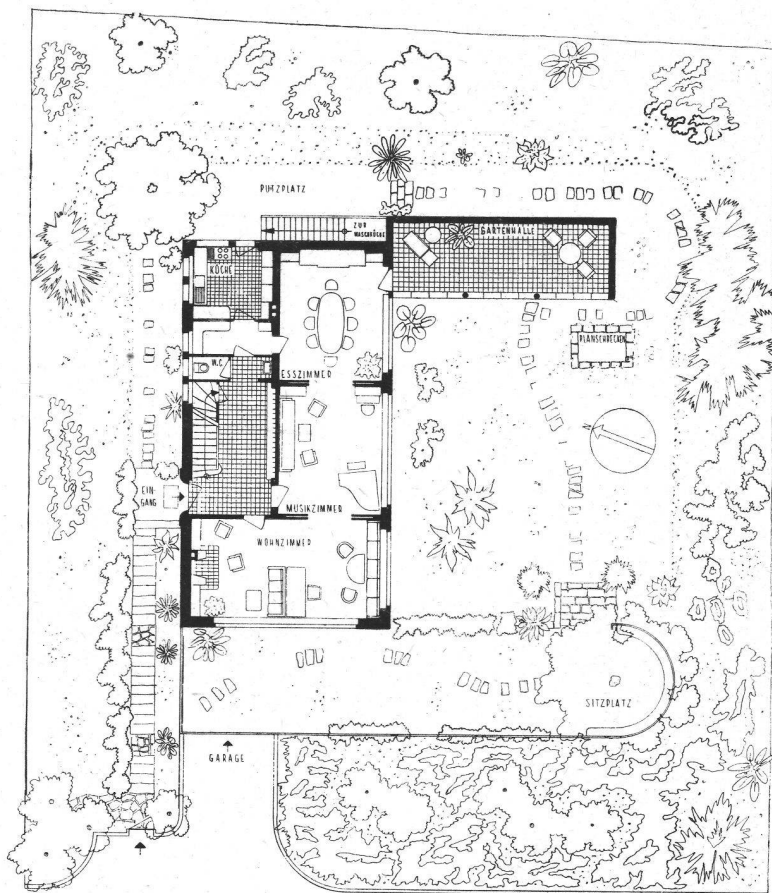 PUTZPLATZ
ZUR
WASCHKÜCHE
GARTENHALLE
KÜCHE
PLANSCHBECKEN
W.C.
ESSZIMMER
N
EIN-
GANG
MUSIKZIMMER
WOHNZIMMER
SITZPLATZ
GARAGE